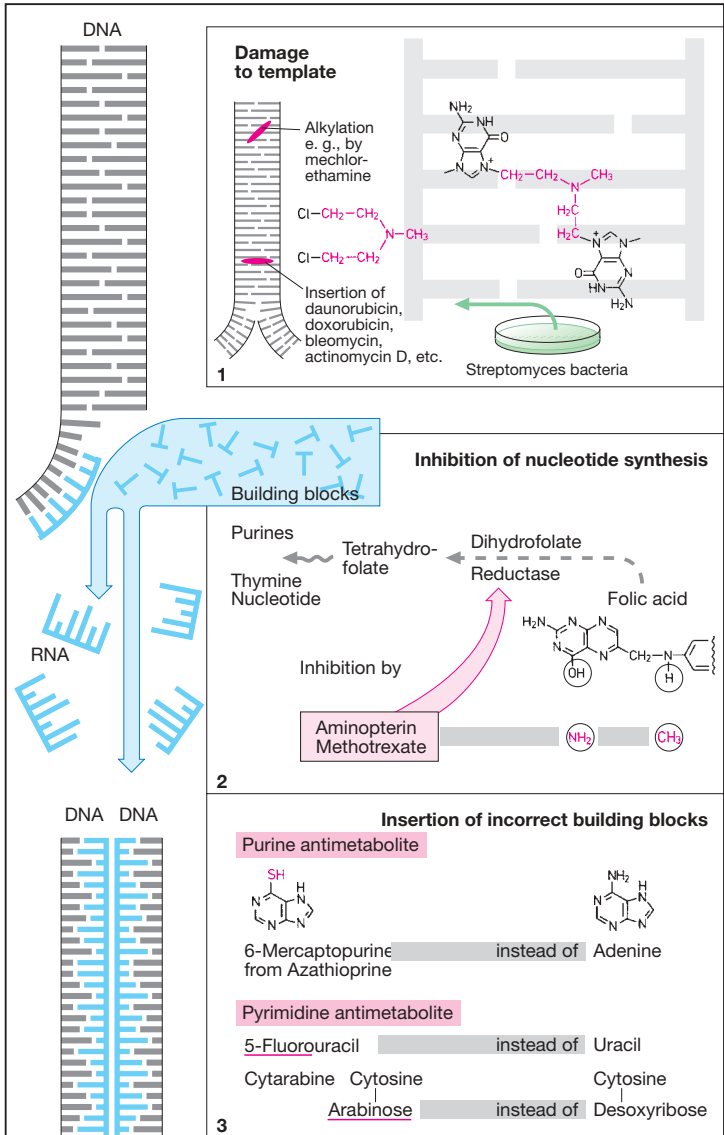 DNA
Damage
to template
Alkylation
e. g., by
mechlor-
ethamine
Cl—CH₂—CH₂
N—CH₃
Cl—CH₂—CH₂
Insertion of
daunorubicin,
doxorubicin,
bleomycin,
actinomycin D, etc.
NH₂
N
NH
O
N
N
+
CH₂—CH₂
CH₃
N
H₂C
H₂C
+
N
N
O
N
HN
H₂N
Streptomyces bacteria
1
Building blocks
Inhibition of nucleotide synthesis
Purines
Thymine
Nucleotide
Tetrahydro-
folate
Dihydrofolate
Reductase
Folic acid
H₂N
N
N
N
N
OH
CH₂—N
H
RNA
Inhibition by
Aminopterin
Methotrexate
NH₂
CH₃
2
DNA DNA
Insertion of incorrect building blocks
Purine antimetabolite
SH
N
N
H
N
N
NH₂
N
N
H
N
N
6-Mercaptopurine instead of Adenine
from Azathioprine
Pyrimidine antimetabolite
5-Fluorouracil instead of Uracil
Cytarabine Cytosine Cytosine
Arabinose instead of Desoxyribose
3